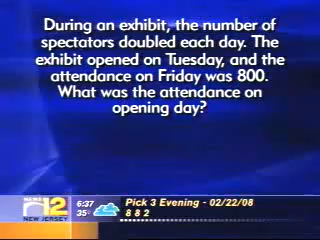 During an exhibit, the number of
spectators doubled each day. The
exhibit opened on Tuesday, and the
attendance on Friday was 800.
What was the attendance on
opening day?
NEWS 12
NEW JERSEY
6:37
35°
Pick 3 Evening - 02/22/08
8 8 2